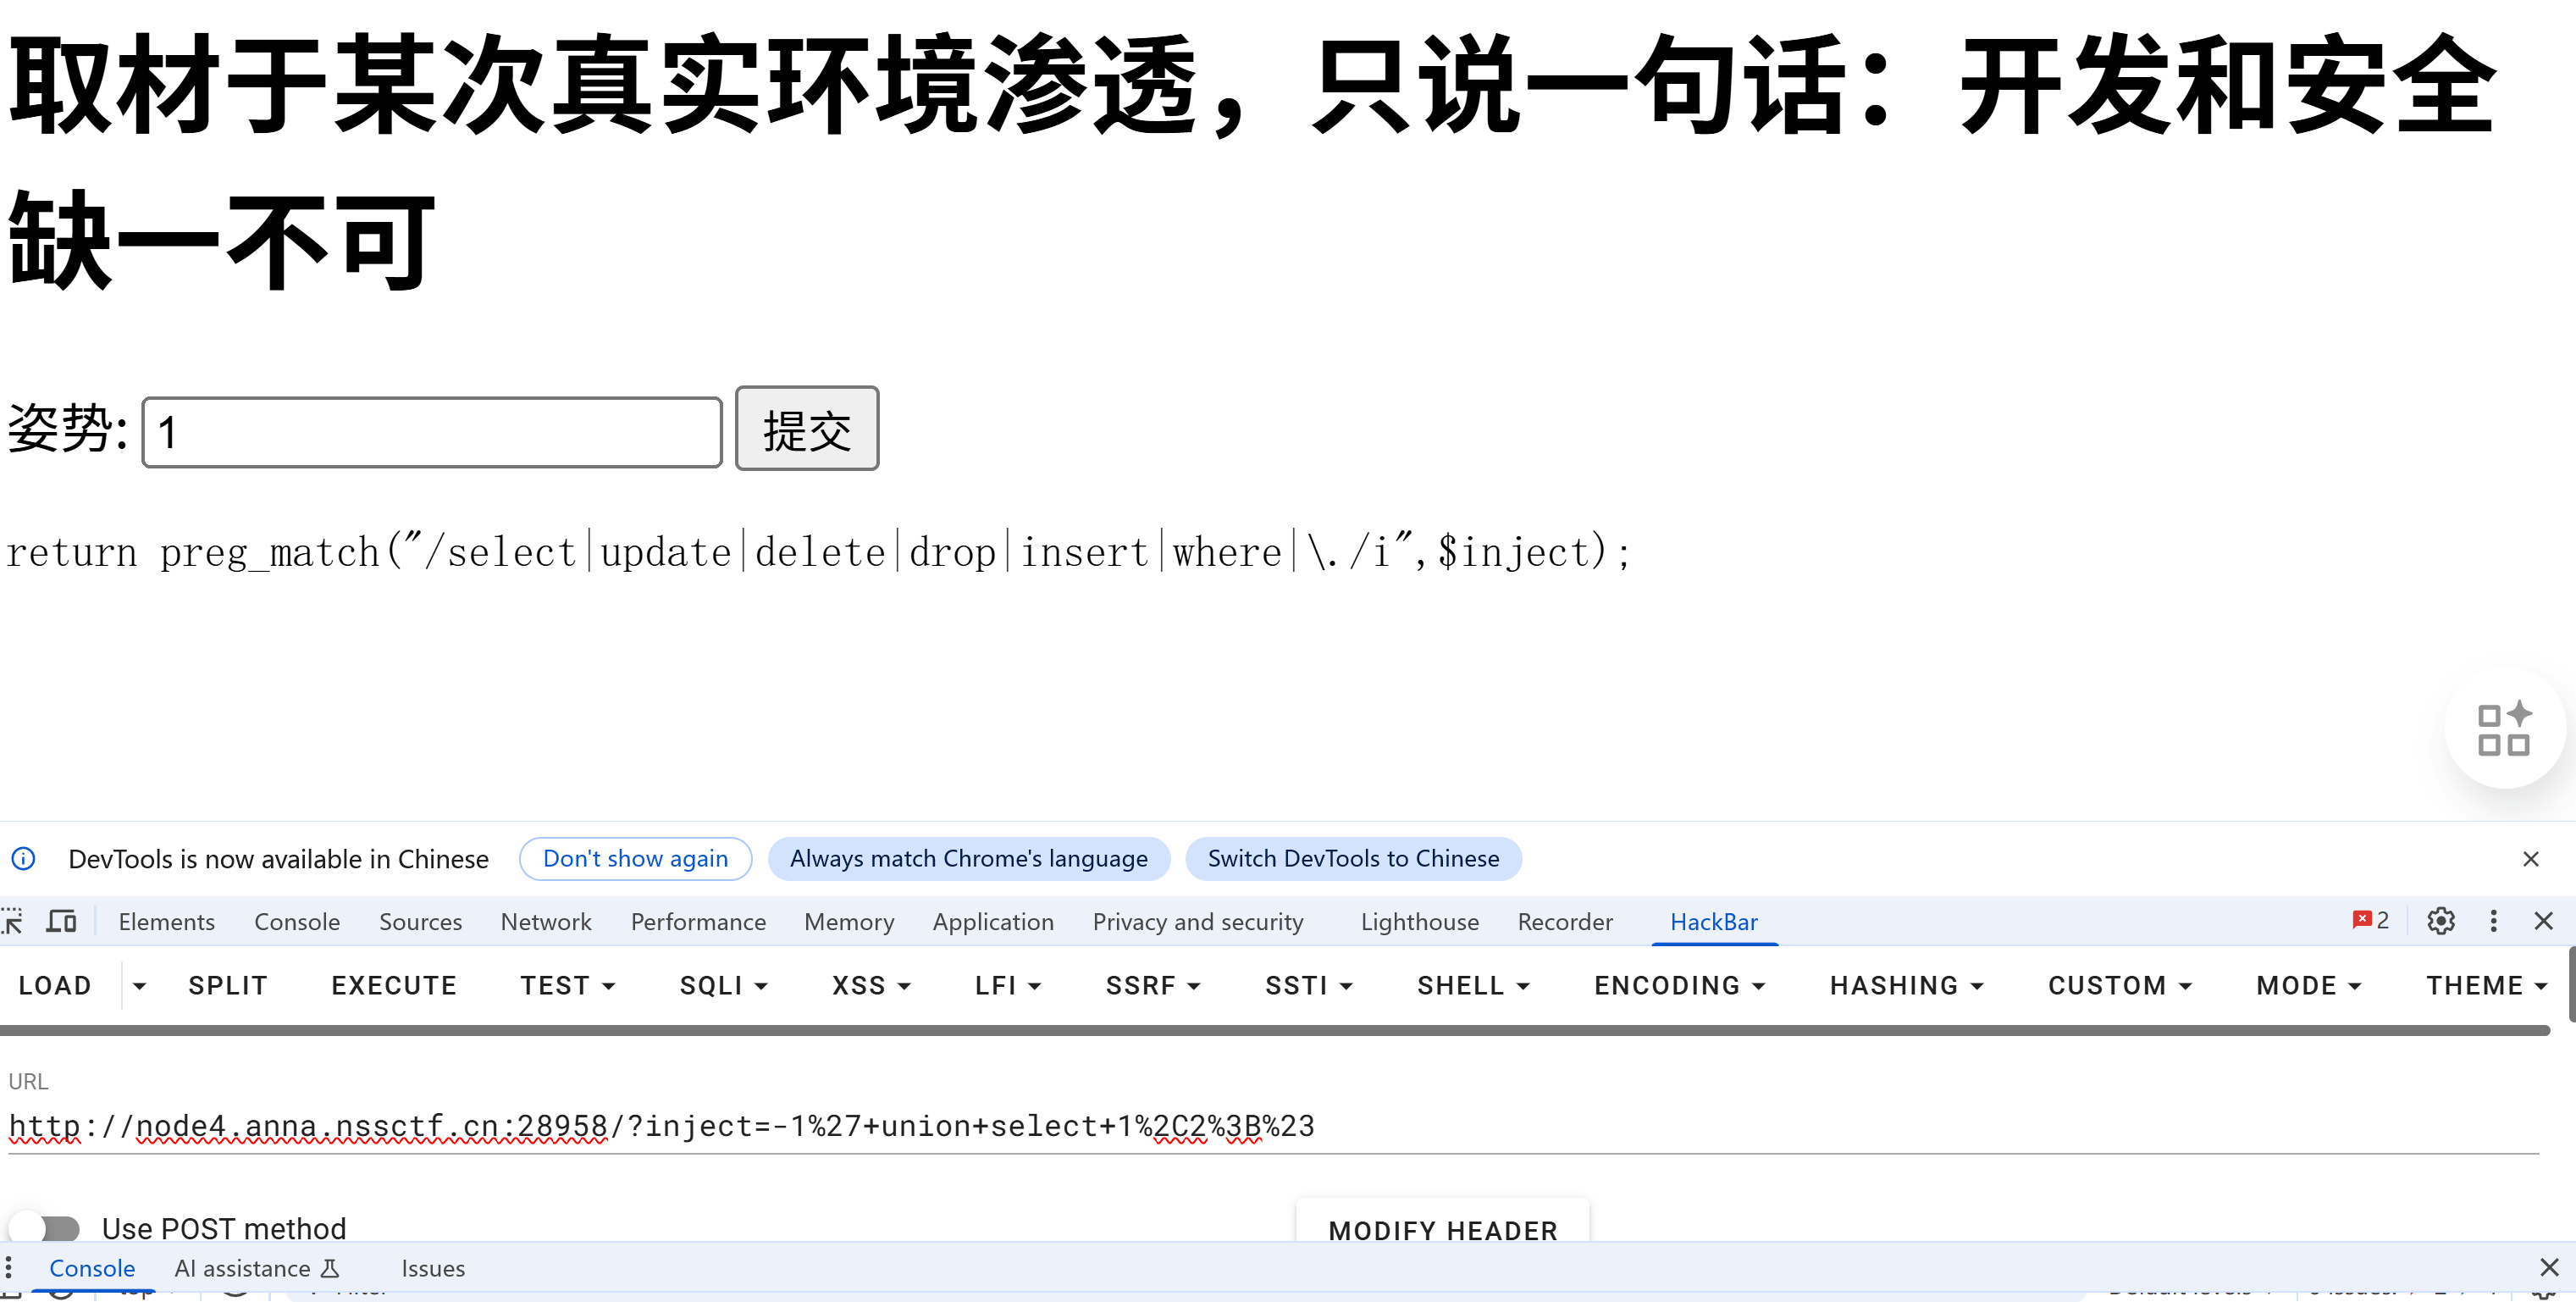 取材于某次真实环境渗透，只说一句话：开发和安全
缺一不可
姿势: 1 提交
return preg_match("/select|update|delete|drop|insert|where|\./i",$inject);
DevTools is now available in Chinese Don't show again Always match Chrome's language Switch DevTools to Chinese
Elements Console Sources Network Performance Memory Application Privacy and security Lighthouse Recorder HackBar 2
LOAD SPLIT EXECUTE TEST SQLI XSS LFI SSRF SSTI SHELL ENCODING HASHING CUSTOM MODE THEME
URL
http://node4.anna.nssctf.cn:28958/?inject=-1%27+union+select+1%2C2%3B%23
Use POST method MODIFY HEADER
Console AI assistance Issues